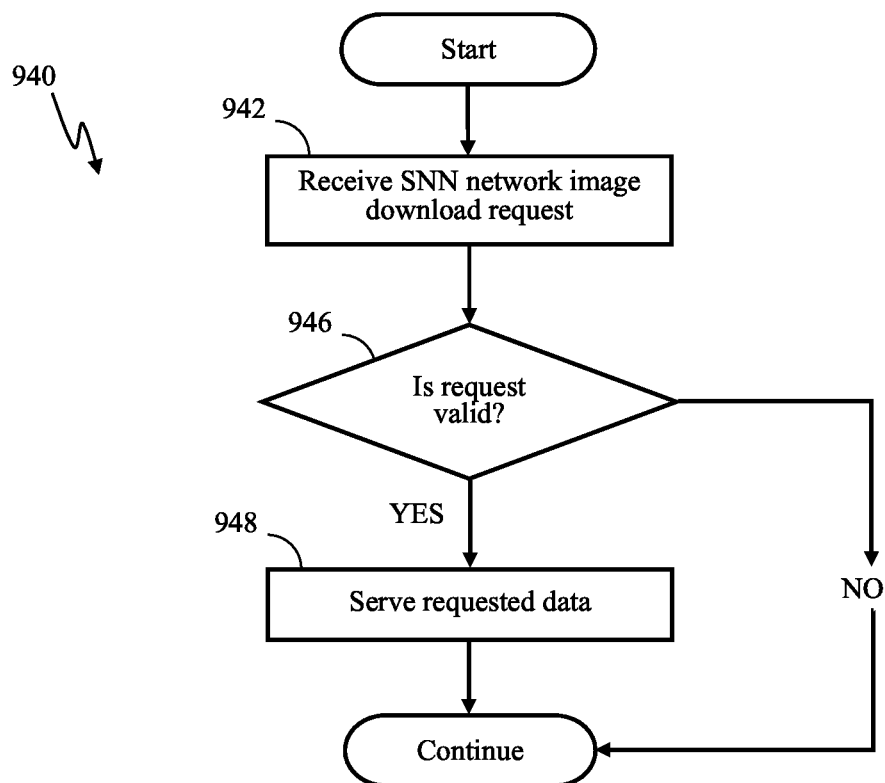 Start
940
942
Receive SNN network image
download request
946
Is request
valid?
YES
948
NO
Serve requested data
Continue